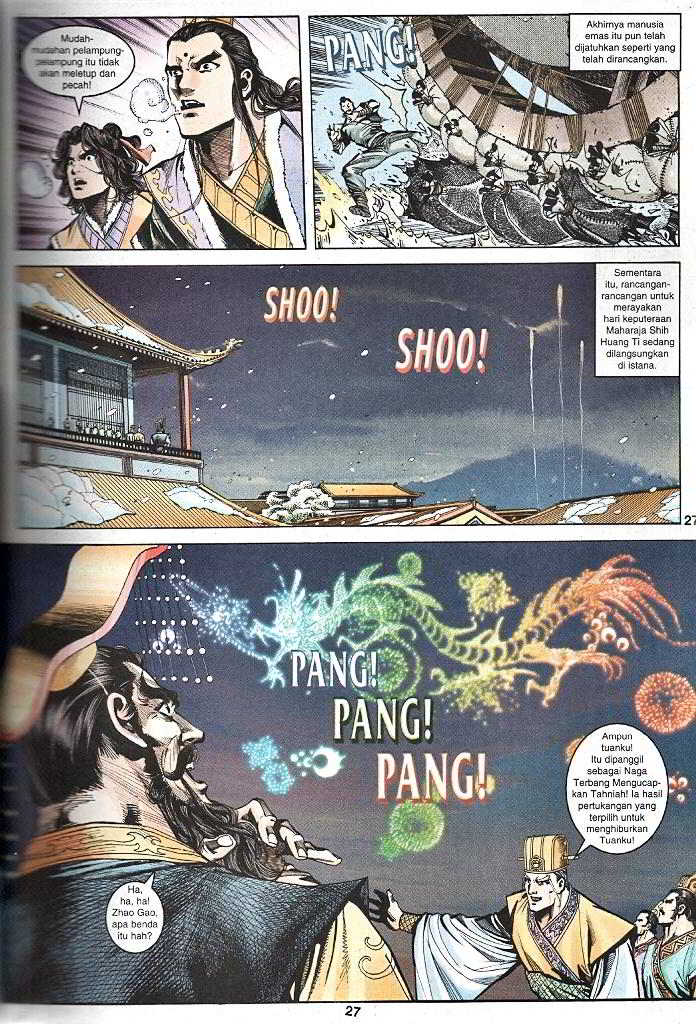 Mudah-
mudahan pelampung-
pelampung itu tidak
akan meletup dan
pecah!
PANG!
Akhirnya manusia
emas itu pun telah
dijatuhkan seperti yang
telah dirancangkan.
SHOO!
SHOO!
Sementara
itu, rancangan-
rancangan untuk
merayakan
hari keputeraan
Maharaja Shih
Huang Ti sedang
dilangsungkan
di istana.
27
PANG!
PANG!
PANG!
Ha,
ha, ha!
Zhao Gao,
apa benda
itu hah?
Ampun
tuanku!
Itu dipanggil
sebagai Naga
Terbang Mengucap-
kan Tahniah! Ia hasil
pertukangan yang
terpilih untuk
menghiburkan
Tuanku!
27